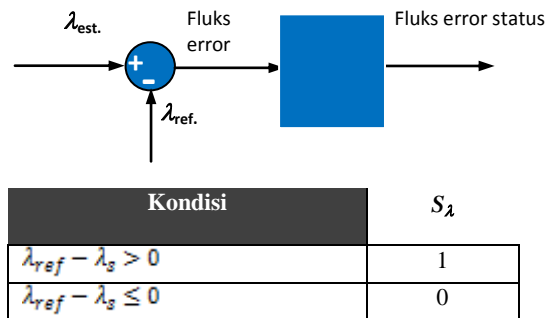 λest.
Fluks error
Fluks error status
+
-
λref.
Kondisi Sλ
λref − λs > 0 1
λref − λs ≤ 0 0